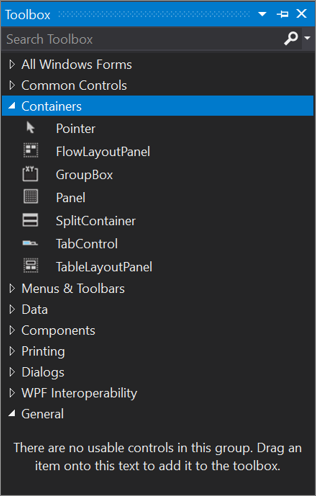 Toolbox
Search Toolbox
All Windows Forms
Common Controls
Containers
Pointer
FlowLayoutPanel
GroupBox
Panel
SplitContainer
TabControl
TableLayoutPanel
Menus & Toolbars
Data
Components
Printing
Dialogs
WPF Interoperability
General
There are no usable controls in this group. Drag an
item onto this text to add it to the toolbox.